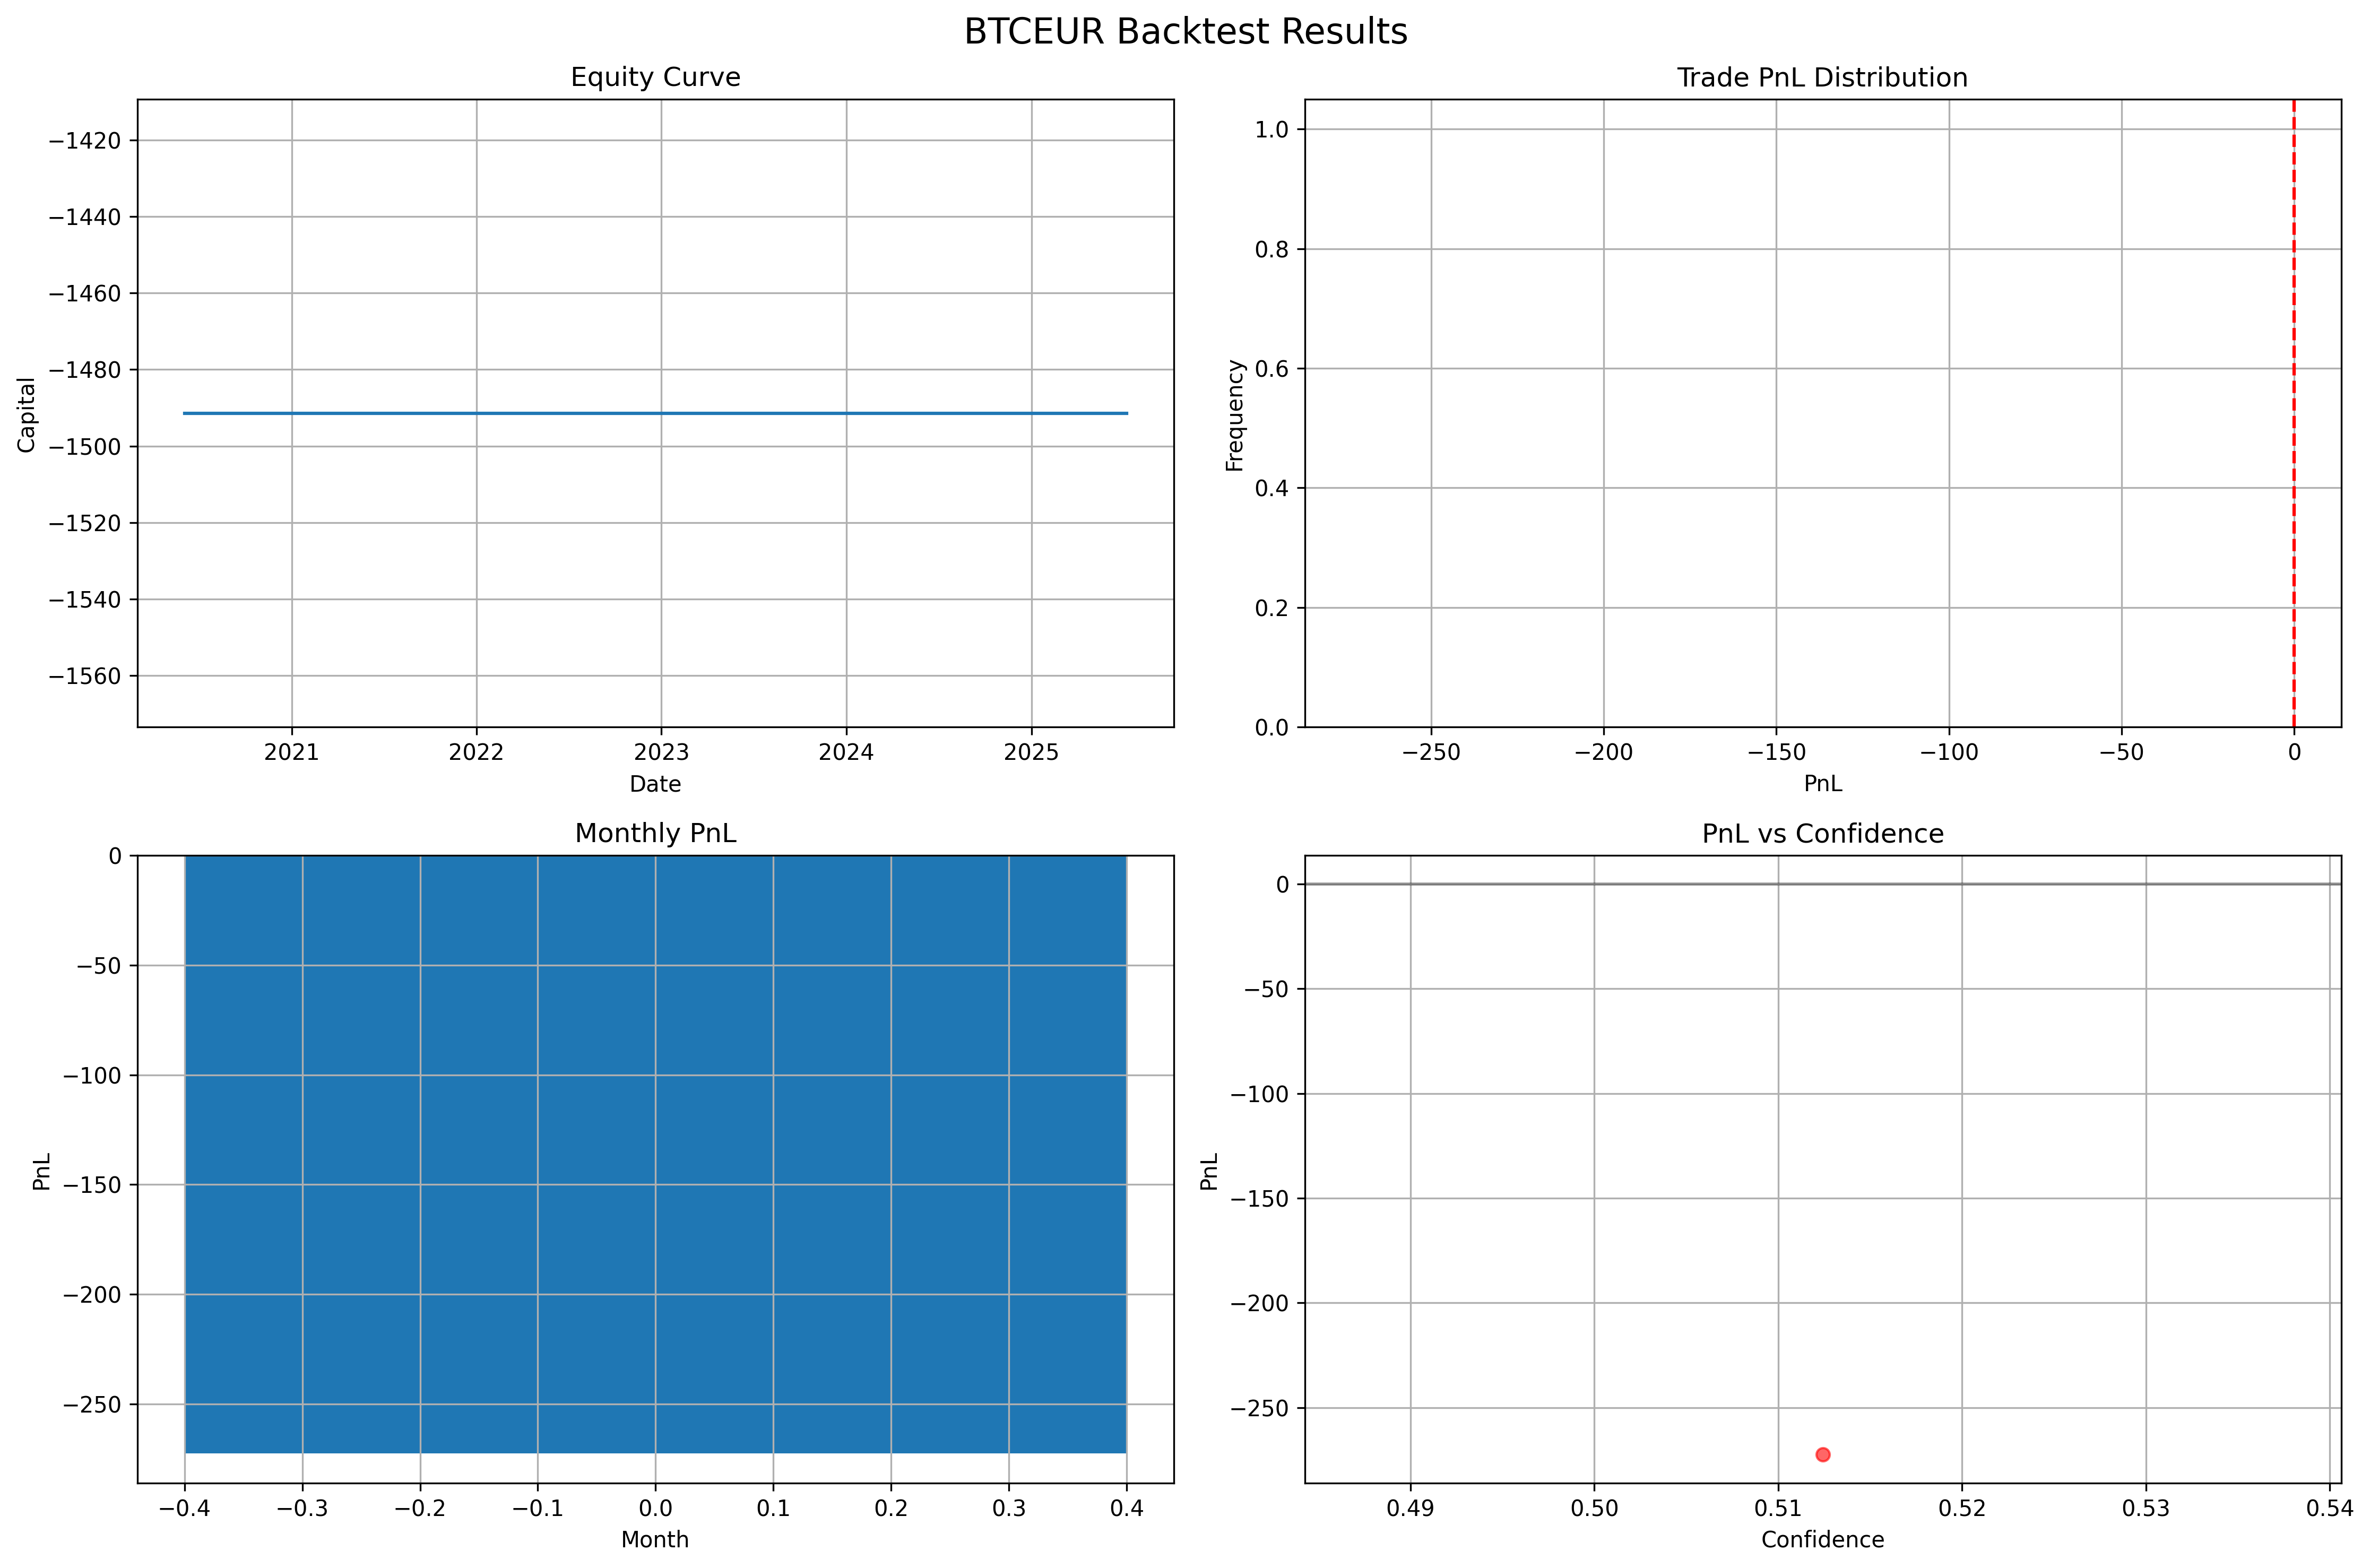 BTCEUR Backtest Results
Equity Curve
−1420
−1440
−1460
−1480
−1500
−1520
−1540
−1560
Capital
2021 2022 2023 2024 2025
Date
Trade PnL Distribution
1.0
0.8
0.6
0.4
0.2
0.0
Frequency
−250 −200 −150 −100 −50 0
PnL
Monthly PnL
0
−50
−100
−150
−200
−250
PnL
−0.4 −0.3 −0.2 −0.1 0.0 0.1 0.2 0.3 0.4
Month
PnL vs Confidence
0
−50
−100
−150
−200
−250
PnL
0.49 0.50 0.51 0.52 0.53 0.54
Confidence